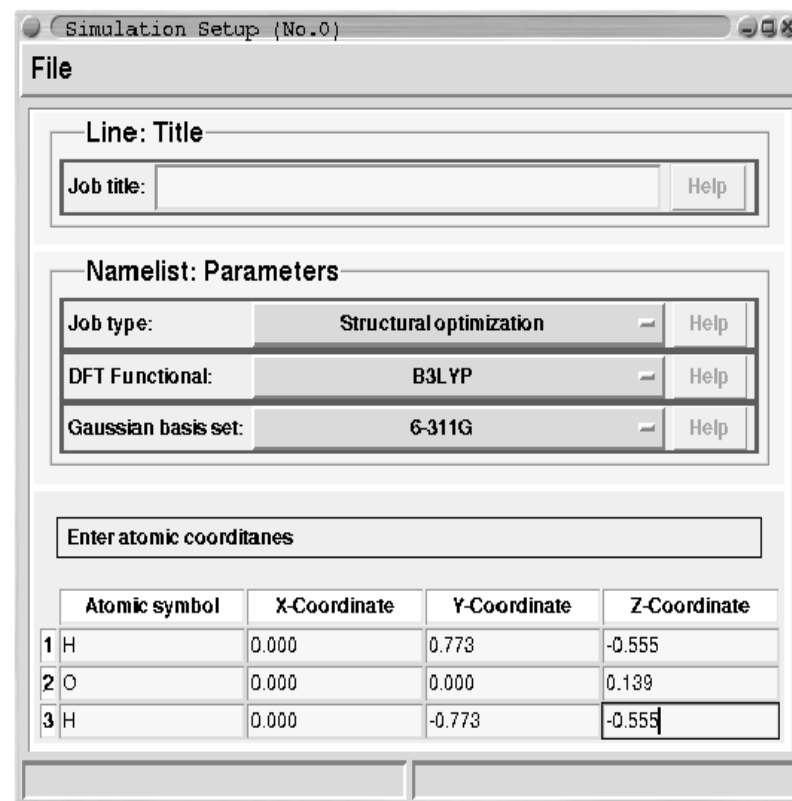 Simulation Setup (No.0)
File
Line: Title
Job title: Help
Namelist: Parameters
Job type: Structural optimization Help
DFT Functional: B3LYP Help
Gaussian basis set: 6-311G Help
Enter atomic coorditanes
Atomic symbol X-Coordinate Y-Coordinate Z-Coordinate
1 H 0.000 0.773 -0.555
2 O 0.000 0.000 0.139
3 H 0.000 -0.773 -0.555